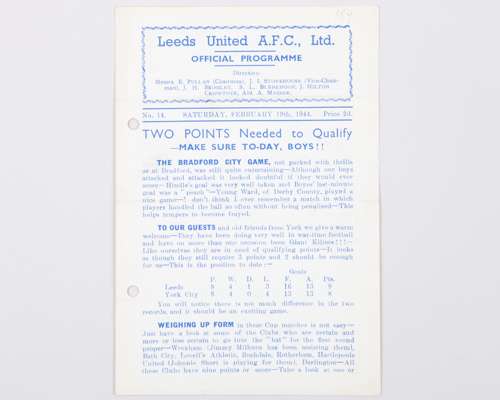 Leeds United A.F.C., Ltd.
OFFICIAL PROGRAMME
Directors
No. 14. SATURDAY, FEBRUARY 19th, 1944. Price 2d.
TWO POINTS Needed to Qualify
—MAKE SURE TO-DAY, BOYS!!
THE BRADFORD CITY GAME, not packed with thrills
as at Bradford, was still quite entertaining—Although our boys
attacked and attacked it looked doubtful if they would ever
score—Hindle's goal was very well taken and Boyes' last-minute
goal was a "peach"—Young Ward, of Derby County, played a
nice game—I don't think I ever remember a match in which
players handled the ball so often without being penalised—This
helps tempers to become frayed.
TO OUR GUESTS and old friends from York we give a warm
welcome—They have been doing very well in war-time football
and have on more than one occasion been Giant Killers!!!—
Like ourselves they are in need of qualifying points—It looks
as though they still require 3 points and 2 should be enough
for us—This is the position to date:—
Goals
P. W. D. L. F. A. Pts.
Leeds 8 4 1 3 16 13 9
York City 8 4 0 4 13 13 8
You will notice there is not much difference in the two
records, and it should be an exciting game.
WEIGHING UP FORM in these Cup matches is not easy—
Just have a look at some of the Clubs who are certain and
more or less certain to go into the "hat" for the first round
proper—Wrexham (Jimmy Milburn has been assisting them),
Bath City, Lovell's Athletic, Rochdale, Rotherham, Hartlepools
United (Johnnie Short is playing for them), Darlington—All
these Clubs have nine points or more—Take a look at one or